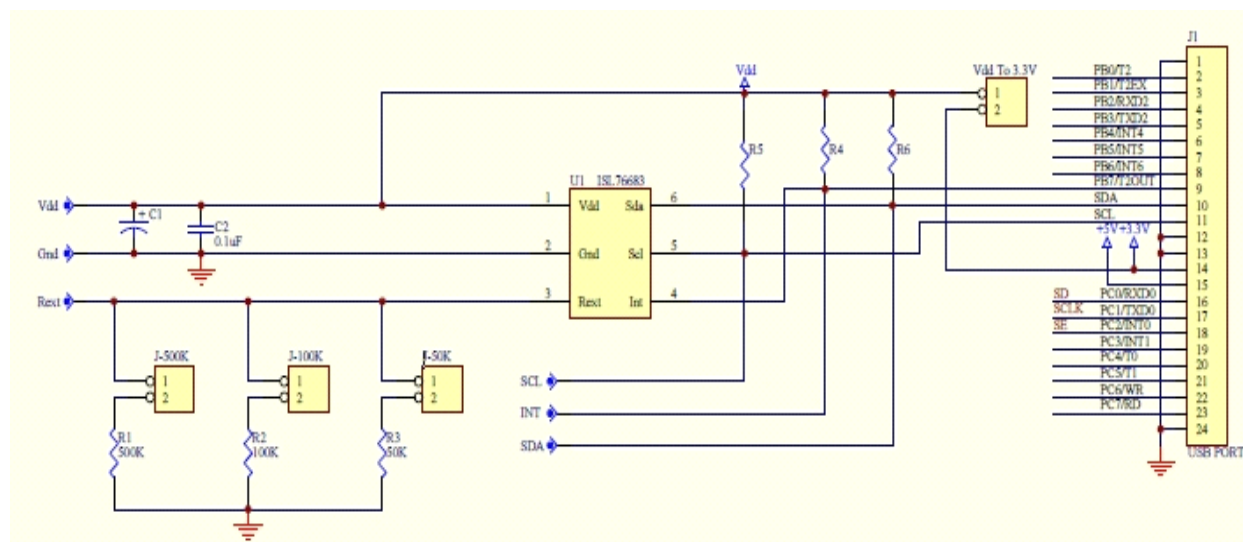 J1
Vdd
Vdd To 3.3V
1
2
1
2
3
4
5
6
7
8
9
10
11
12
13
14
15
16
17
18
19
20
21
22
23
24
PB0/T2
PB1/T2EX
PB2/RXD2
PB3/TXD2
PB4/INT4
PB5/INT5
PB6/INT6
PB7/T2OUT
SDA
SCL
+5V +3.3V
SD PC0/RXD0
SCLK PC1/TXD0
SE PC2/INT0
PC3/INT1
PC4/T0
PC5/T1
PC6/WR
PC7/RD
USB PORT
R5
R4
R6
U1 ISL76683
Vdd
+ C1
C2
0.1uF
1 Vdd Sda 6
Gnd
2 Gnd Scl 5
Rext
3 Rext Int 4
J-500K
J-100K
J-50K
1
2
1
2
1
2
R1
500K
R2
100K
R3
50K
SCL
INT
SDA